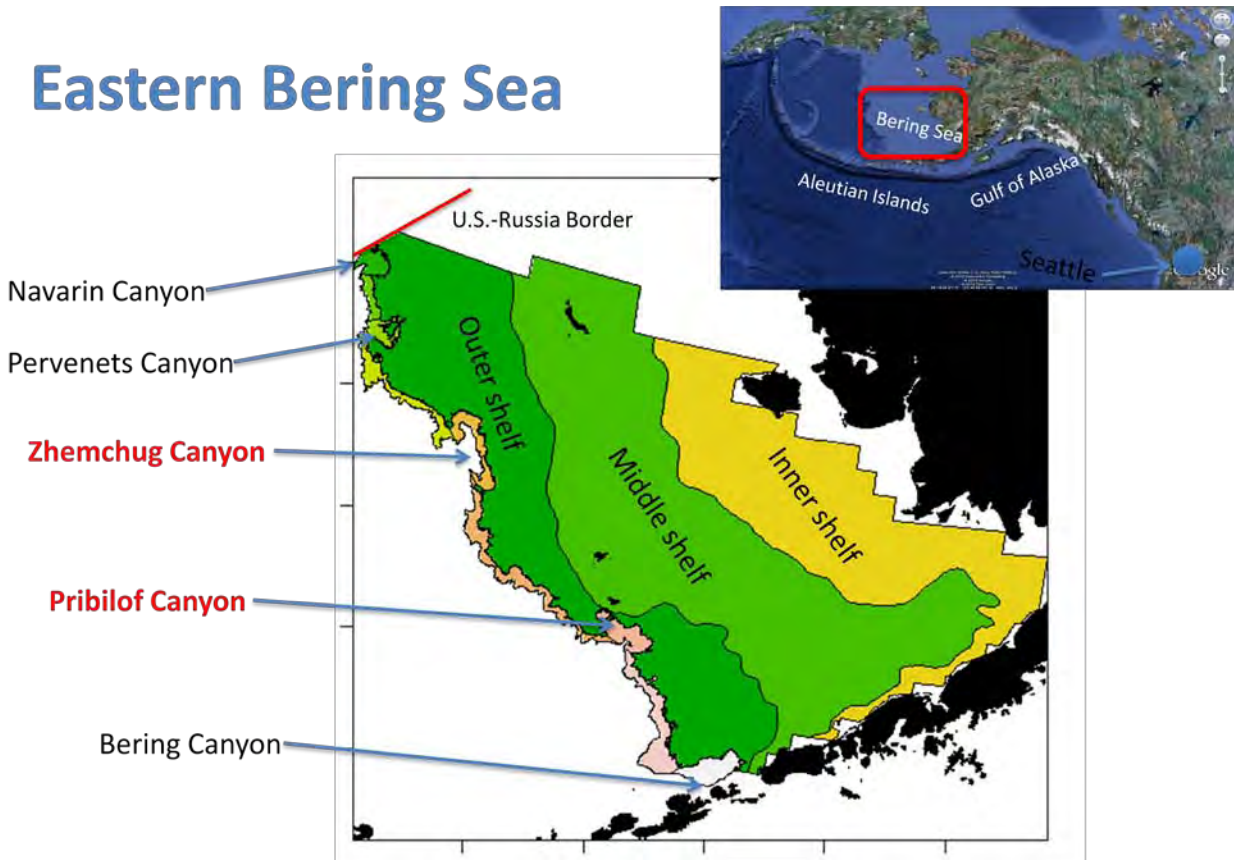 Eastern Bering Sea
Bering Sea
Aleutian Islands
Gulf of Alaska
Seattle
U.S.-Russia Border
Navarin Canyon
Pervenets Canyon
Zhemchug Canyon
Pribilof Canyon
Bering Canyon
Outer shelf
Middle shelf
Inner shelf